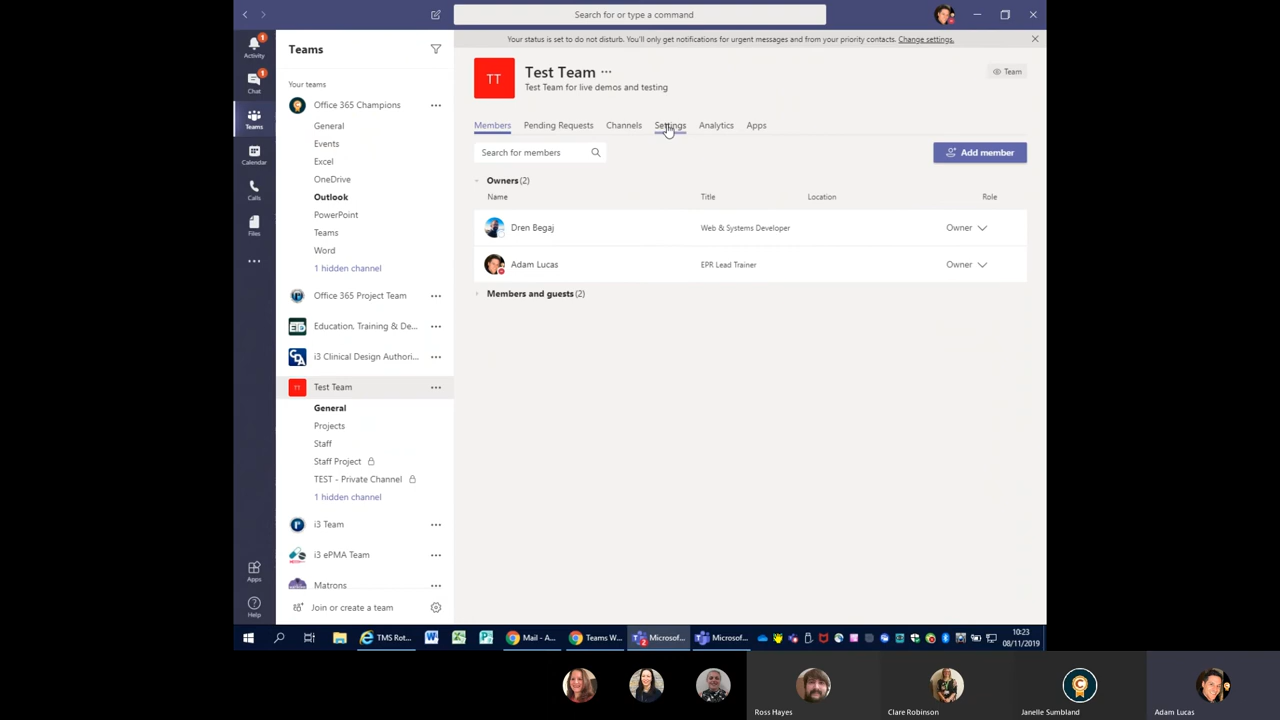 Search for or type a command
Your status is set to do not disturb. You'll only get notifications for urgent messages and from your priority contacts. Change settings.
Activity
Chat
Teams
Calendar
Calls
Files
Apps
Help
Teams
Your teams
Office 365 Champions
General
Events
Excel
OneDrive
Outlook
PowerPoint
Teams
Word
1 hidden channel
Office 365 Project Team
Education, Training & De...
i3 Clinical Design Authori...
TT Test Team
General
Projects
Staff
Staff Project
TEST - Private Channel
1 hidden channel
i3 Team
i3 ePMA Team
Matrons
Join or create a team
TT
Test Team
Test Team for live demos and testing
Team
Members Pending Requests Channels Settings Analytics Apps
Search for members
Add member
Owners (2)
Name Title Location Role
Dren Begaj Web & Systems Developer Owner
Adam Lucas EPR Lead Trainer Owner
Members and guests (2)
TMS Rot... Mail - A... Teams W... Microsof... Microsof...
10:23
08/11/2019
Ross Hayes
Clare Robinson
Janelle Sumbland
Adam Lucas